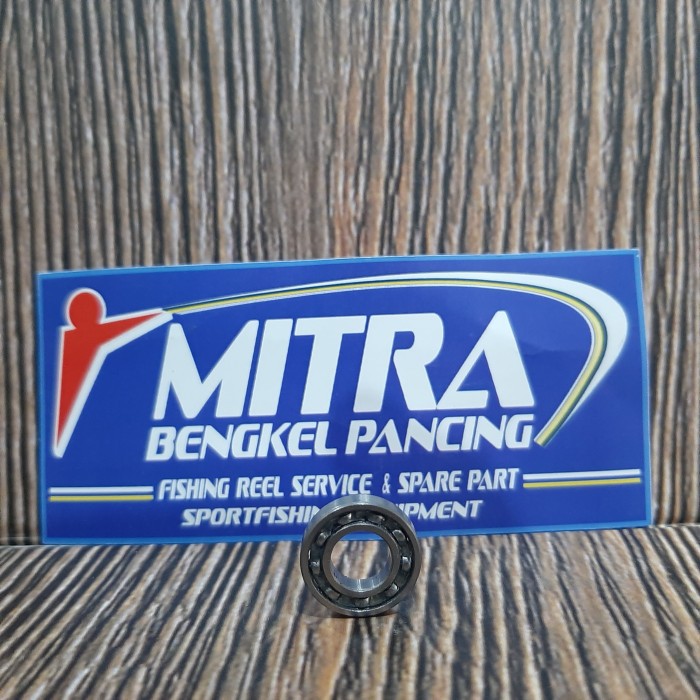 MITRA
BENGKEL PANCING
FISHING REEL SERVICE & SPARE PART